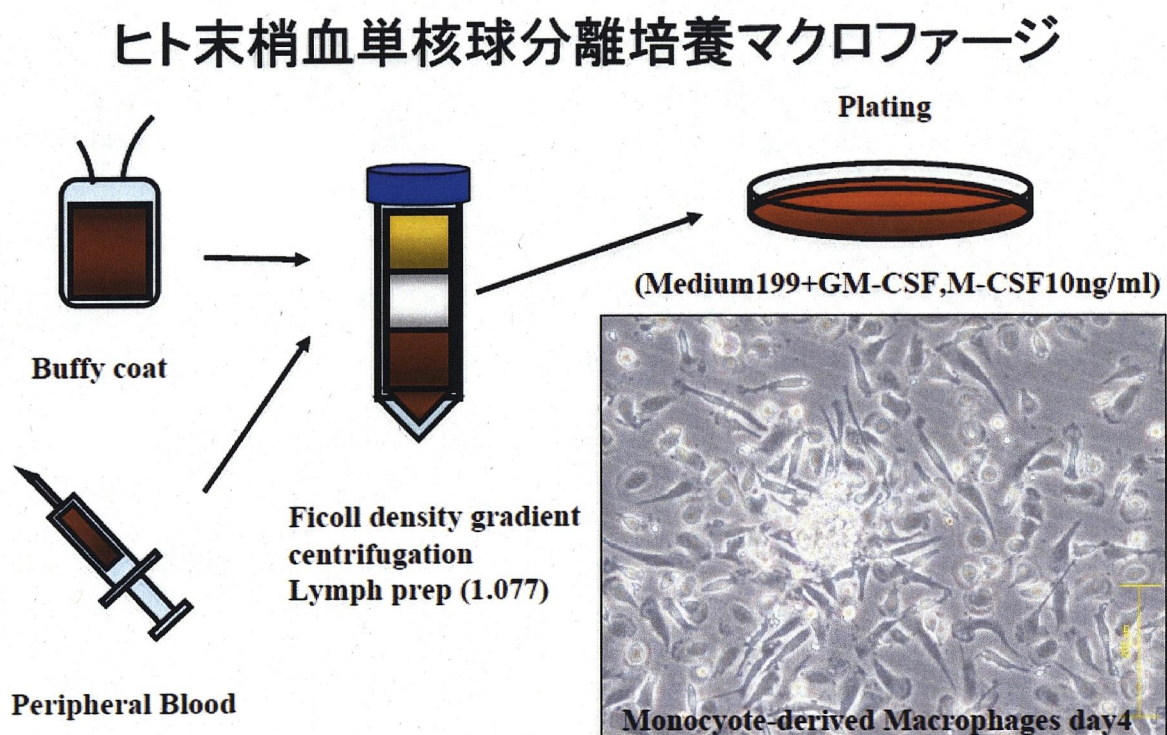 ヒト末梢血単核球分離培養マクロファージ
Plating
(Medium199+GM-CSF,M-CSF10ng/ml)
Buffy coat
Ficoll density gradient
centrifugation
Lymph prep (1.077)
Peripheral Blood
Monocyote-derived Macrophages day4